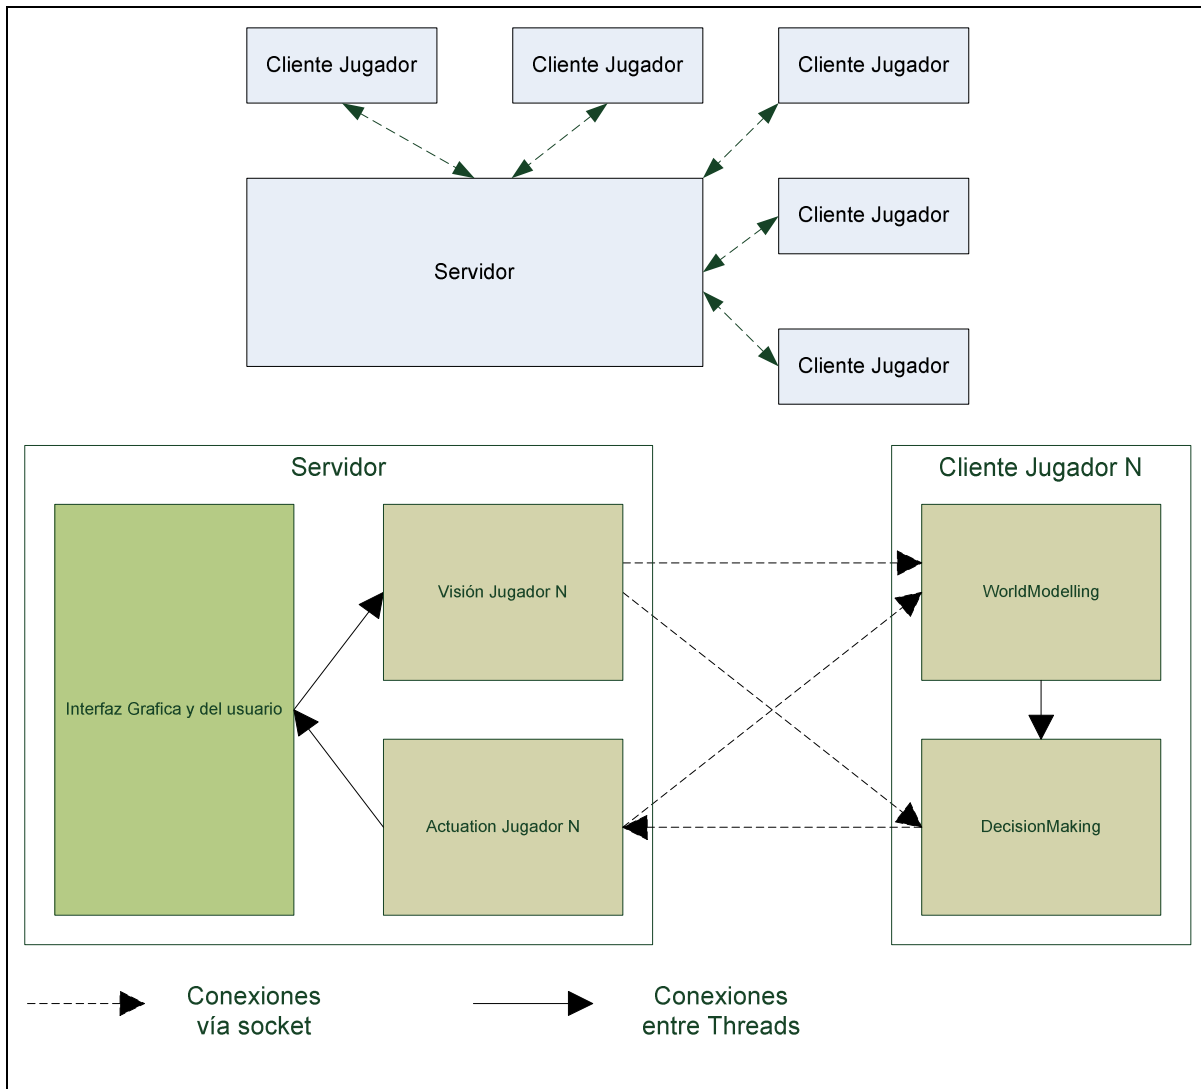 Cliente Jugador
Cliente Jugador
Cliente Jugador
Cliente Jugador
Servidor
Cliente Jugador
Servidor
Cliente Jugador N
Visión Jugador N
WorldModelling
Interfaz Grafica y del usuario
Actuation Jugador N
DecisionMaking
Conexiones
vía socket
Conexiones
entre Threads